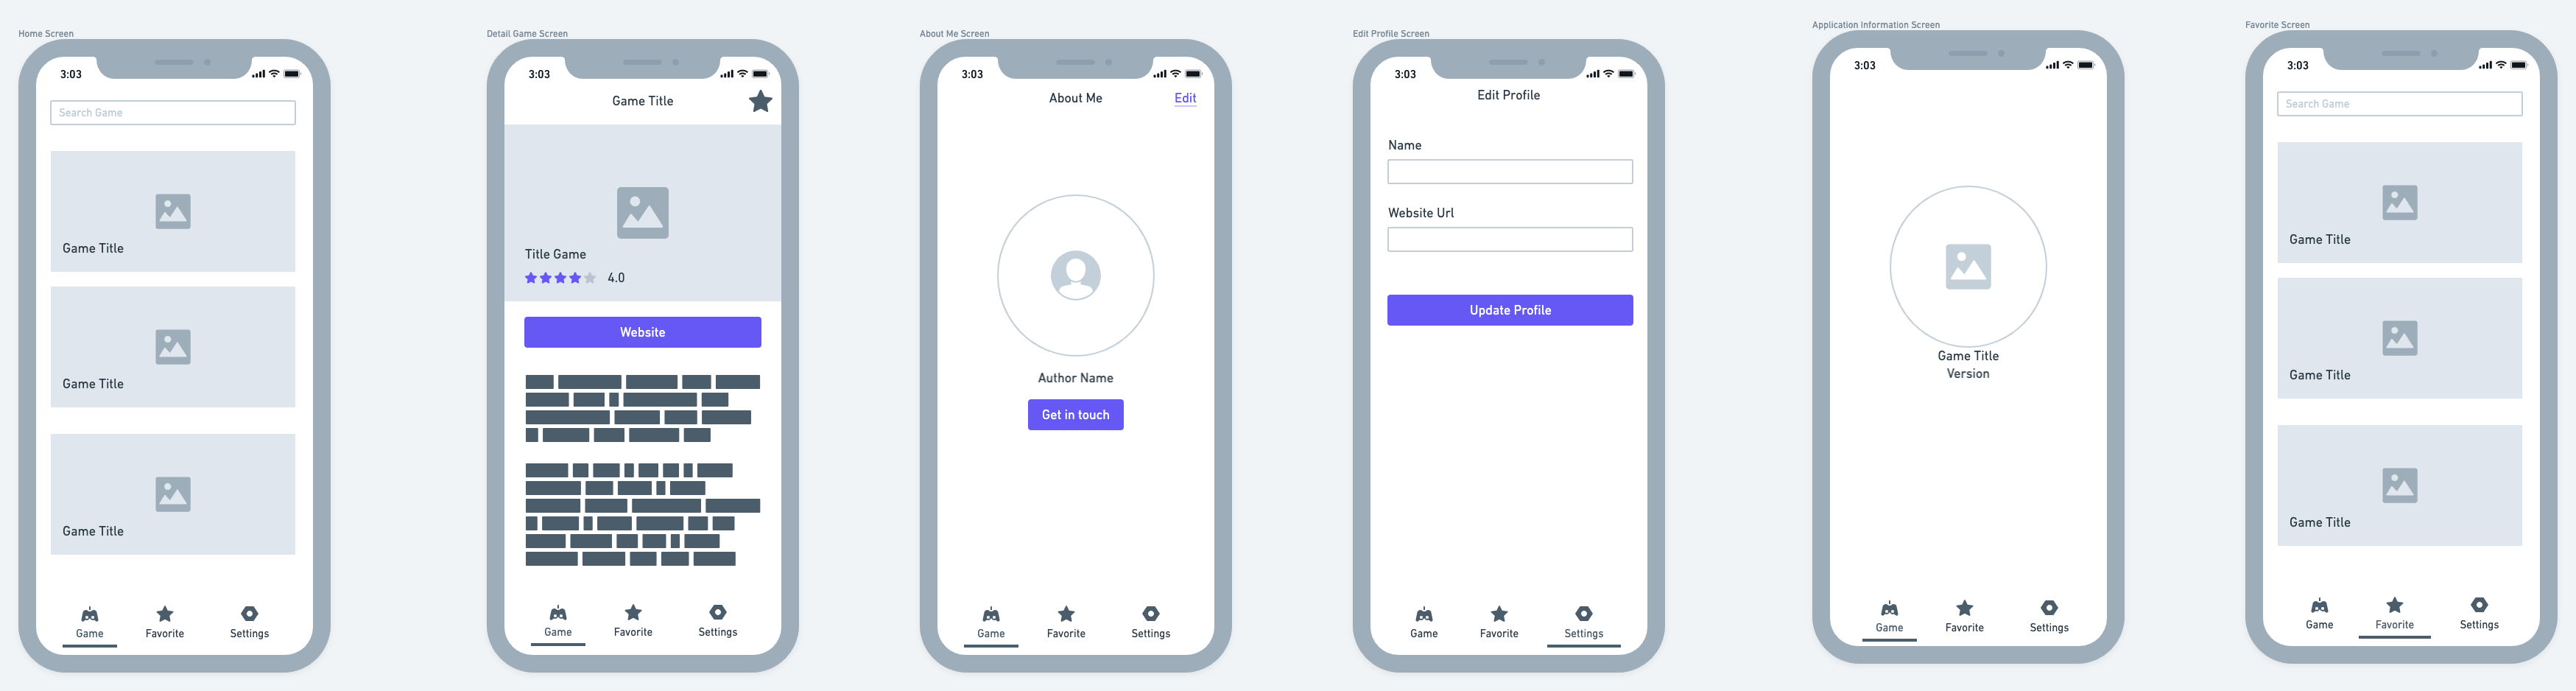 Home Screen
3:03
Search Game
Game Title
Game Title
Game Title
Game
Favorite
Settings
Detail Game Screen
3:03
Game Title
Title Game
4.0
Website
Game
Favorite
Settings
About Me Screen
3:03
About Me
Edit
Author Name
Get in touch
Game
Favorite
Settings
Edit Profile Screen
3:03
Edit Profile
Name
Website Url
Update Profile
Game
Favorite
Settings
Application Information Screen
3:03
Game Title
Version
Game
Favorite
Settings
Favorite Screen
3:03
Search Game
Game Title
Game Title
Game Title
Game
Favorite
Settings